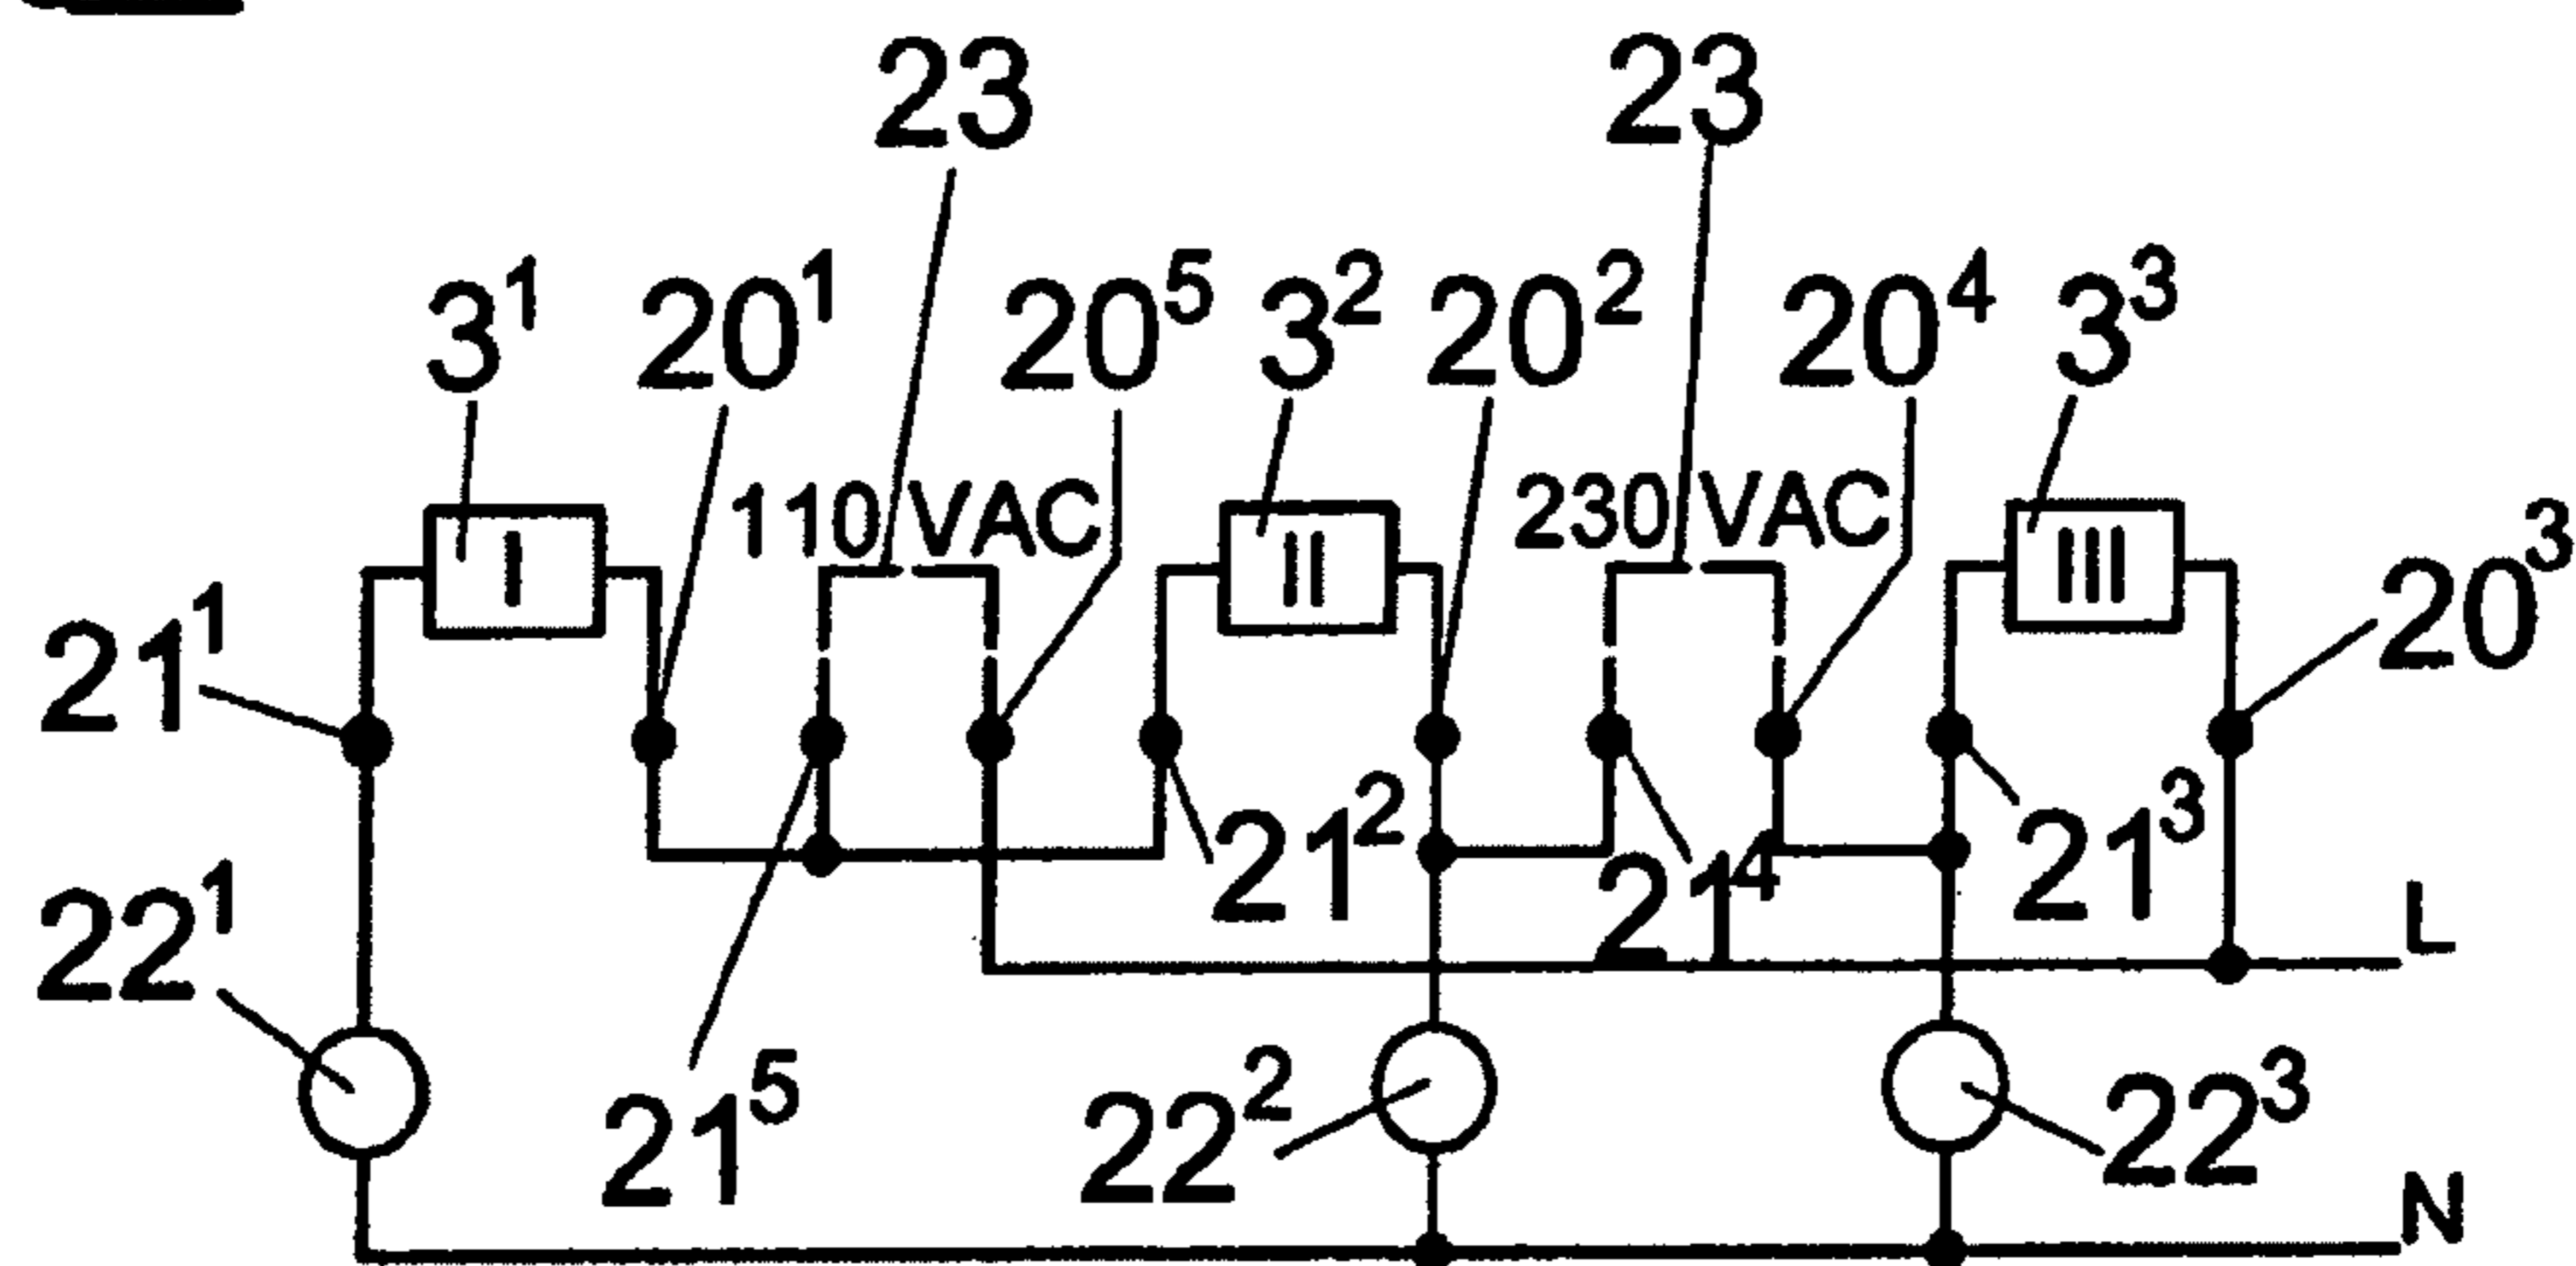 23 23
3¹ 20¹ 20⁵ 3² 20² 20⁴ 3³
110 VAC 230 VAC
I II III
20³
21¹
21² 21⁴ 21³
22¹ L
21⁵ 22² 22³
N